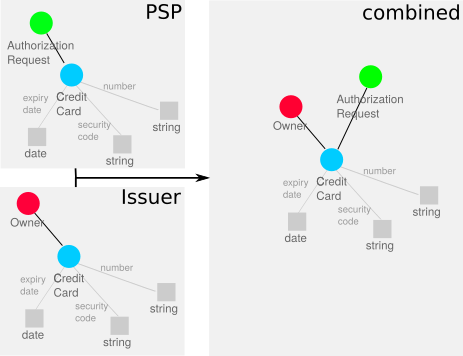 PSP
Authorization
Request
number
expiry
date
Credit
Card
security
code
string
date
string
Issuer
Owner
number
expiry
date
Credit
Card
security
code
string
date
string
combined
Authorization
Request
Owner
number
expiry
date
Credit
Card
security
code
string
date
string